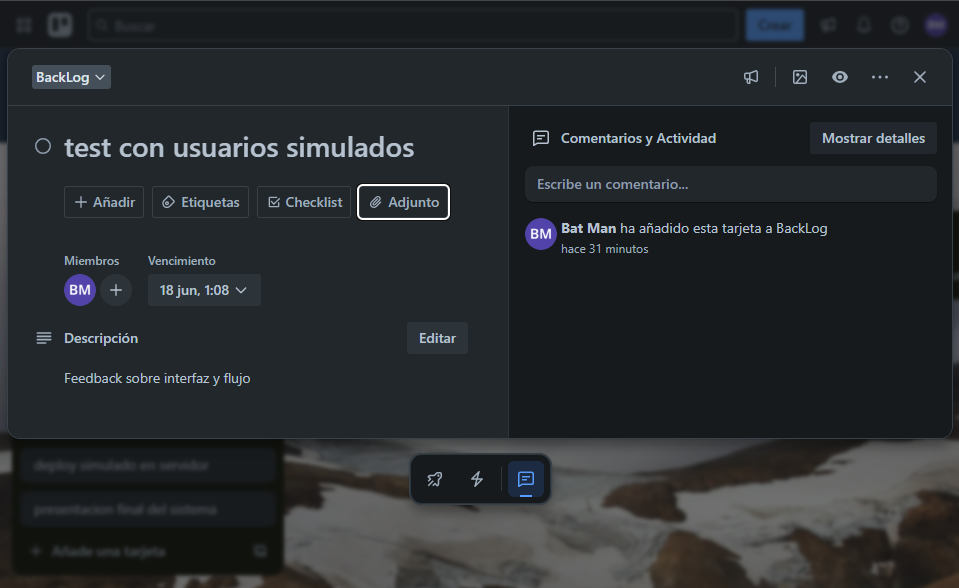 Buscar
Crear
BM
BackLog
test con usuarios simulados
Añadir
Etiquetas
Checklist
Adjunto
Miembros
Vencimiento
BM
18 jun, 1:08
Descripción
Editar
Feedback sobre interfaz y flujo
Comentarios y Actividad
Mostrar detalles
Escribe un comentario...
BM
Bat Man ha añadido esta tarjeta a BackLog
hace 31 minutos
deploy simulado en servidor
presentacion final del sistema
Añade una tarjeta